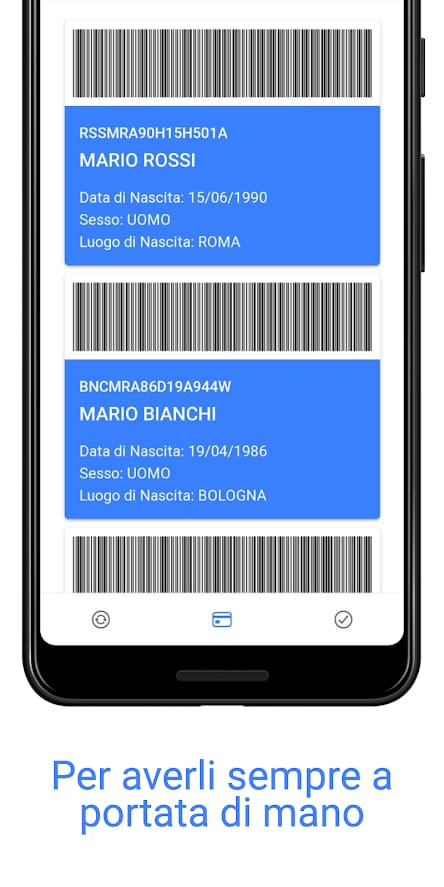 RSSMRA90H15H501A
MARIO ROSSI
Data di Nascita: 15/06/1990
Sesso: UOMO
Luogo di Nascita: ROMA
BNCMRA86D19A944W
MARIO BIANCHI
Data di Nascita: 19/04/1986
Sesso: UOMO
Luogo di Nascita: BOLOGNA
Per averli sempre a
portata di mano